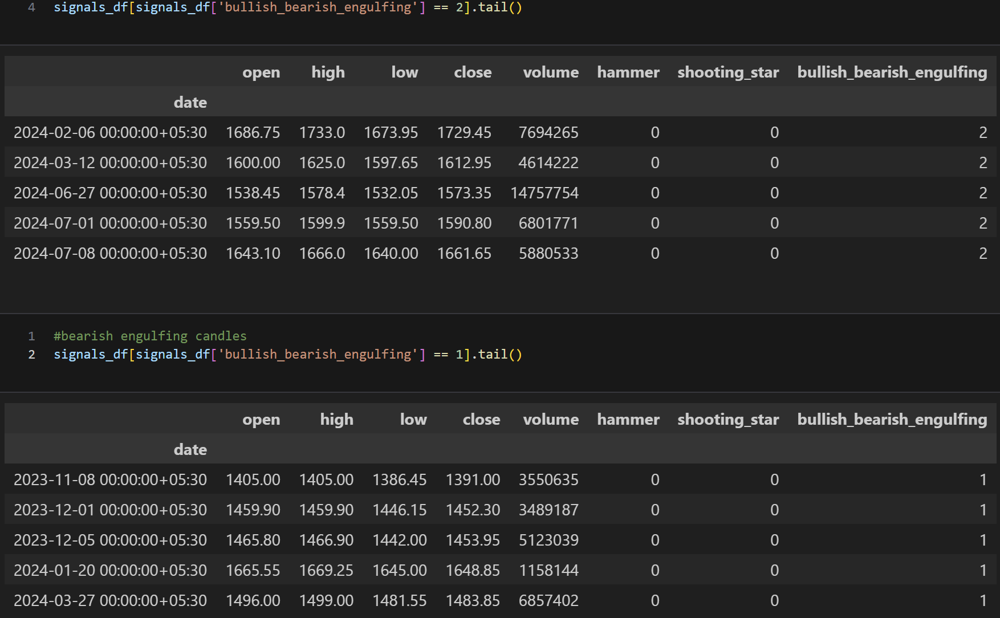 4 signals_df[signals_df['bullish_bearish_engulfing'] == 2].tail()
open high low close volume hammer shooting_star bullish_bearish_engulfing
date
2024-02-06 00:00:00+05:30 1686.75 1733.0 1673.95 1729.45 7694265 0 0 2
2024-03-12 00:00:00+05:30 1600.00 1625.0 1597.65 1612.95 4614222 0 0 2
2024-06-27 00:00:00+05:30 1538.45 1578.4 1532.05 1573.35 14757754 0 0 2
2024-07-01 00:00:00+05:30 1559.50 1599.9 1559.50 1590.80 6801771 0 0 2
2024-07-08 00:00:00+05:30 1643.10 1666.0 1640.00 1661.65 5880533 0 0 2
1 #bearish engulfing candles
2 signals_df[signals_df['bullish_bearish_engulfing'] == 1].tail()
open high low close volume hammer shooting_star bullish_bearish_engulfing
date
2023-11-08 00:00:00+05:30 1405.00 1405.00 1386.45 1391.00 3550635 0 0 1
2023-12-01 00:00:00+05:30 1459.90 1459.90 1446.15 1452.30 3489187 0 0 1
2023-12-05 00:00:00+05:30 1465.80 1466.90 1442.00 1453.95 5123039 0 0 1
2024-01-20 00:00:00+05:30 1665.55 1669.25 1645.00 1648.85 1158144 0 0 1
2024-03-27 00:00:00+05:30 1496.00 1499.00 1481.55 1483.85 6857402 0 0 1